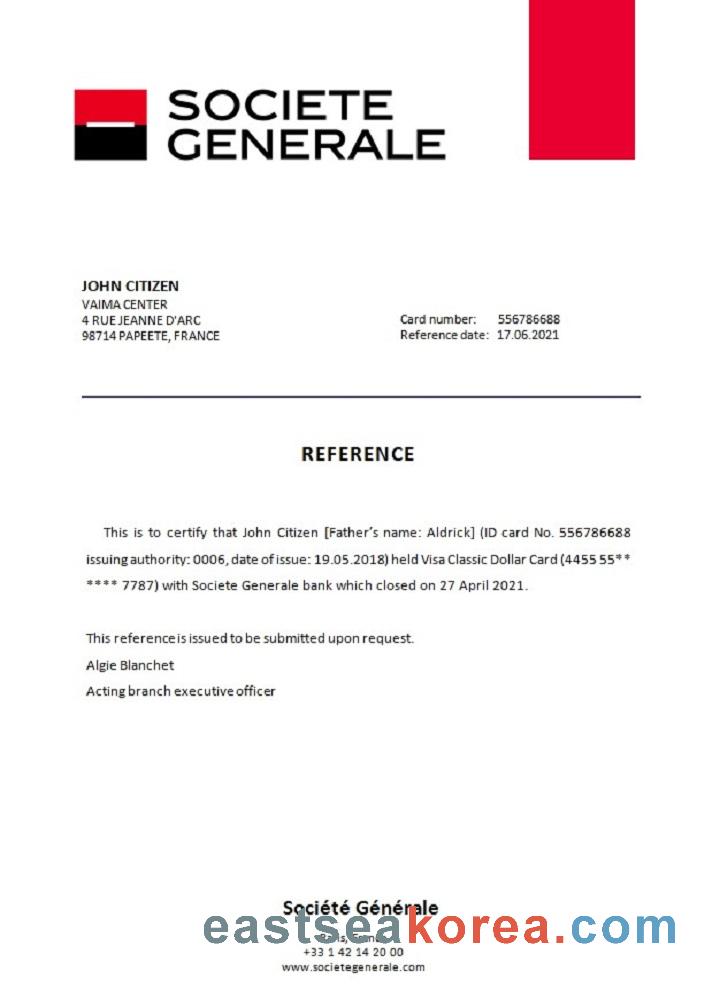 SOCIETE
GENERALE
JOHN CITIZEN
VAIMA CENTER
4 RUE JEANNE D'ARC
98714 PAPEETE, FRANCE
Card number: 556786688
Reference date: 17.06.2021
REFERENCE
This is to certify that John Citizen [Father's name: Aldrick] (ID card No. 556786688
issuing authority: 0006, date of issue: 19.05.2018) held Visa Classic Dollar Card (4455 55**
**** 7787) with Societe Generale bank which closed on 27 April 2021.
This reference is issued to be submitted upon request.
Algie Blanchet
Acting branch executive officer
Société Générale
eastseakorea.com
+33 1 42 14 20 00
www.societegenerale.com